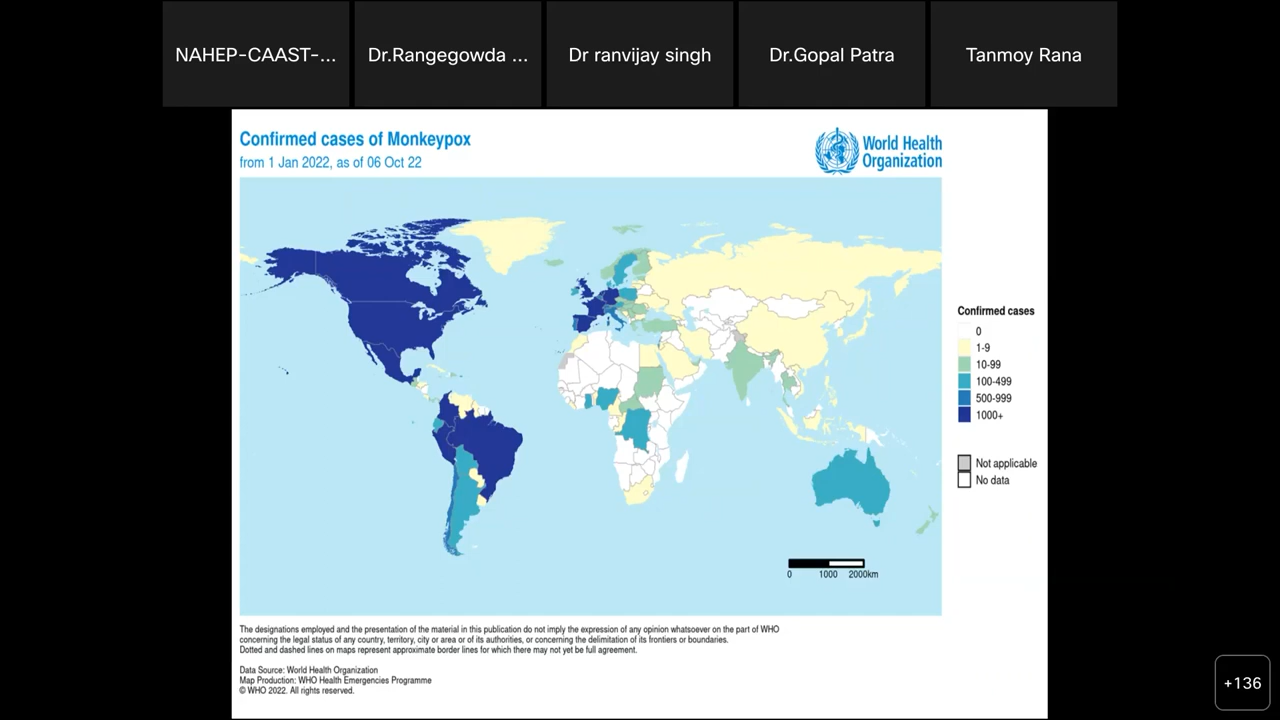 NAHEP-CAAST-...
Dr.Rangegowda ...
Dr ranvijay singh
Dr.Gopal Patra
Tanmoy Rana
Confirmed cases of Monkeypox
from 1 Jan 2022, as of 06 Oct 22
World Health
Organization
Confirmed cases
0
1-9
10-99
100-499
500-999
1000+
Not applicable
No data
0 1000 2000km
The designations employed and the presentation of the material in this publication do not imply the expression of any opinion whatsoever on the part of WHO
concerning the legal status of any country, territory, city or area or of its authorities, or concerning the delimitation of its frontiers or boundaries.
Dotted and dashed lines on maps represent approximate border lines for which there may not yet be full agreement.
Data Source: World Health Organization
Map Production: WHO Health Emergencies Programme
© WHO 2022. All rights reserved.
+136